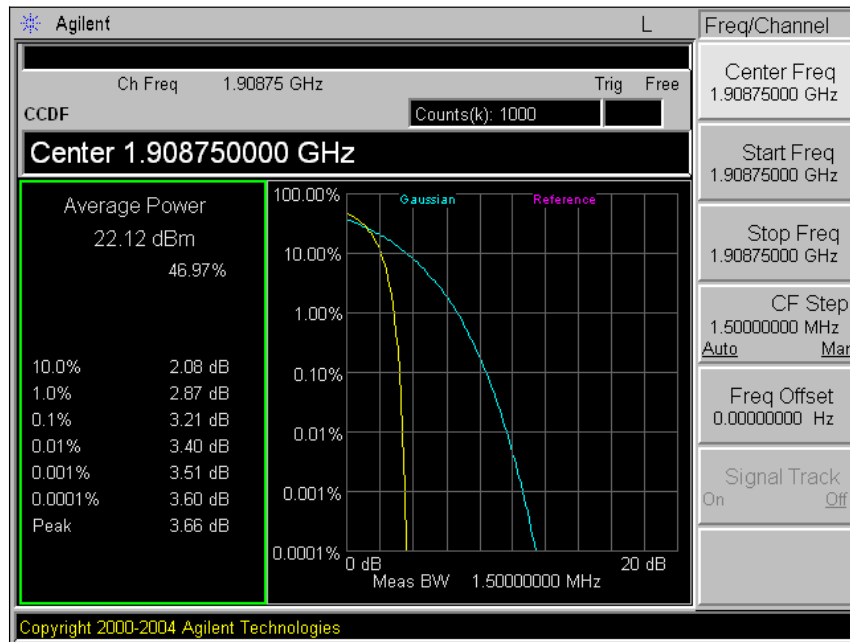 Agilent L Freq/Channel
Ch Freq 1.90875 GHz Trig Free
CCDF Counts(k): 1000
Center 1.90875000 GHz
Average Power
22.12 dBm
46.97%
10.0% 2.08 dB
1.0% 2.87 dB
0.1% 3.21 dB
0.01% 3.40 dB
0.001% 3.51 dB
0.0001% 3.60 dB
Peak 3.66 dB
Gaussian Reference
100.00%
10.00%
1.00%
0.10%
0.01%
0.001%
0.0001%
0 dB 20 dB
Meas BW 1.50000000 MHz
Center Freq
1.90875000 GHz
Start Freq
1.90875000 GHz
Stop Freq
1.90875000 GHz
CF Step
1.50000000 MHz
Auto Man
Freq Offset
0.00000000 Hz
Signal Track
On Off
Copyright 2000-2004 Agilent Technologies